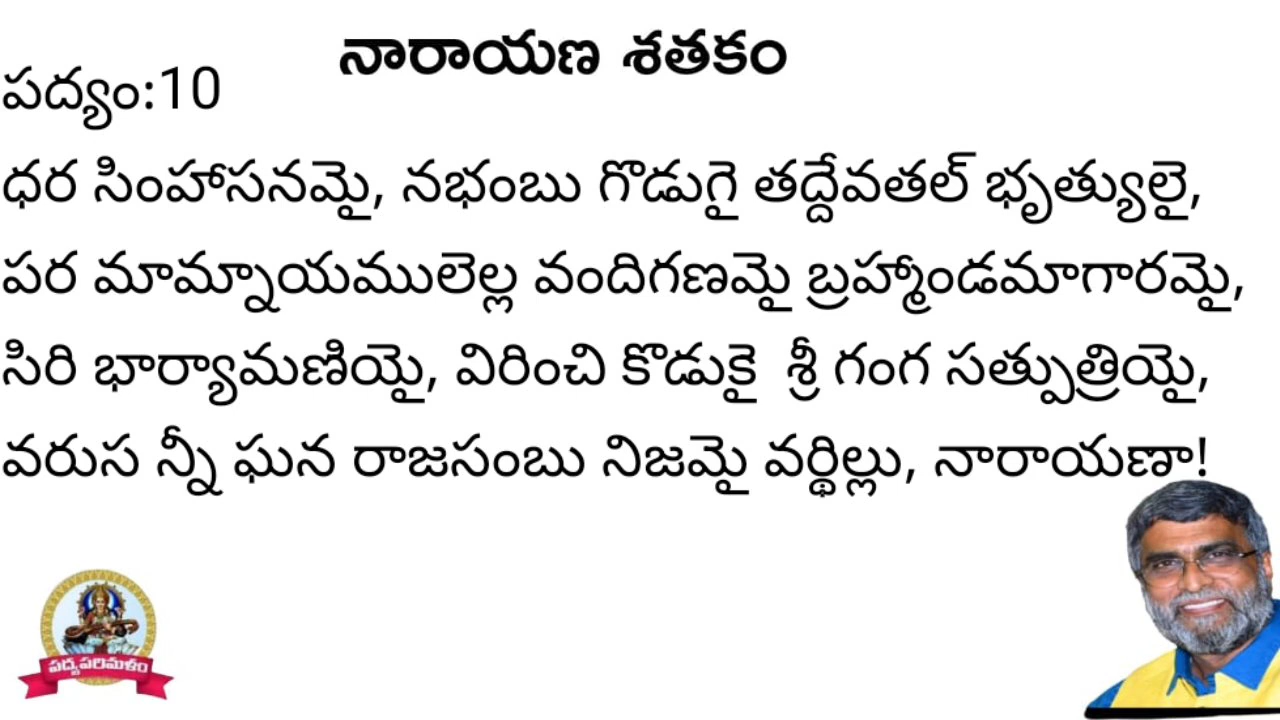 నారాయణ శతకం
పద్యం:10
ధర సింహాసనమై, నభంబు గొడుగై తద్దేవతల్ భృత్యులై,
పర మామ్నాయములెల్ల వందిగణమై బ్రహ్మాండమాగారమై,
సిరి భార్యామణియై, విరించి కొడుకై శ్రీ గంగ సత్పుత్రియై,
వరుస న్నీ ఘన రాజసంబు నిజమై వర్థిల్లు, నారాయణా!
పద్యపరిమళం